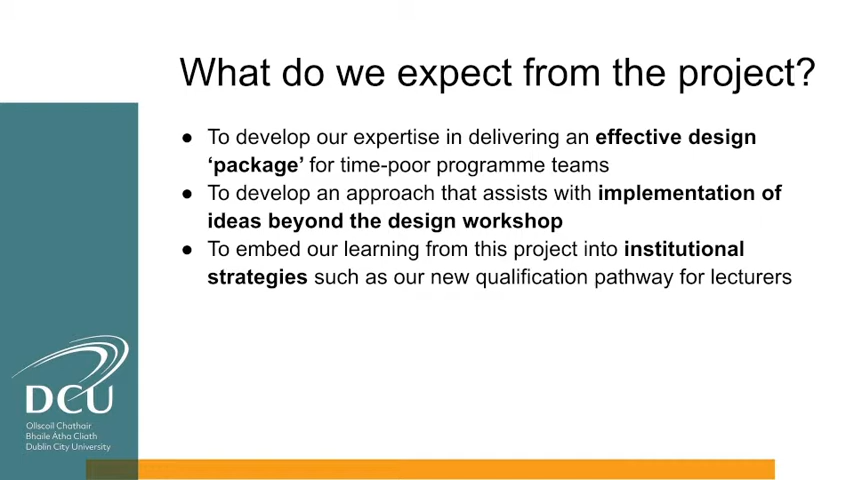 What do we expect from the project?
● To develop our expertise in delivering an effective design
‘package’ for time-poor programme teams
● To develop an approach that assists with implementation of
ideas beyond the design workshop
● To embed our learning from this project into institutional
strategies such as our new qualification pathway for lecturers
DCU
Ollscoil Chathair
Bhaile Átha Cliath
Dublin City University